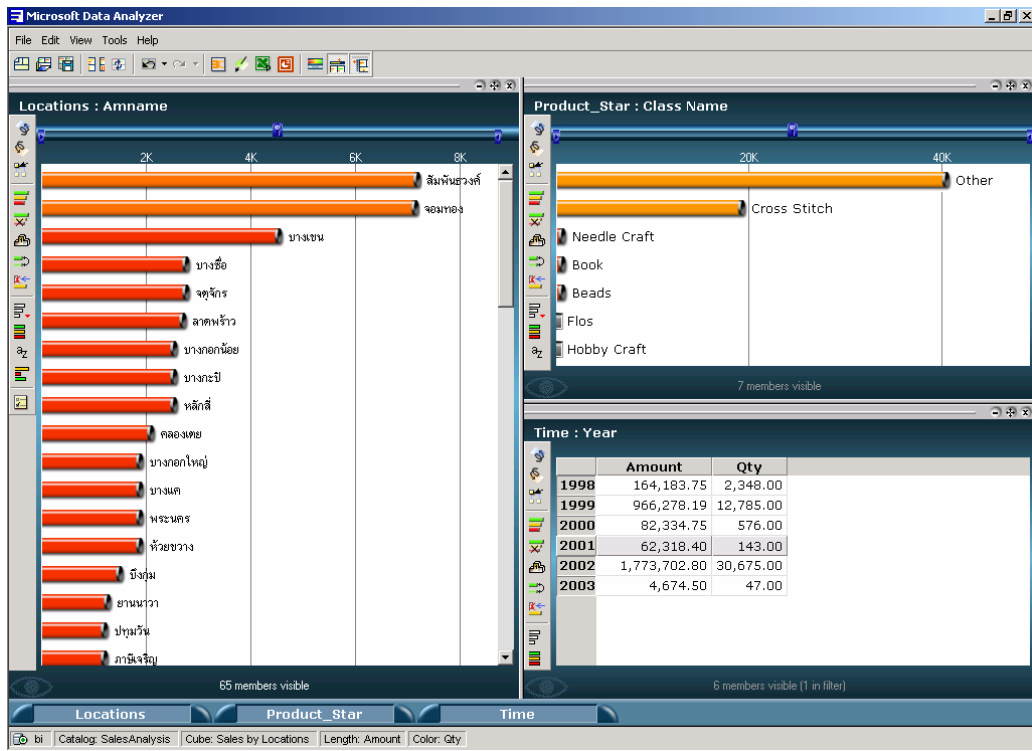 Microsoft Data Analyzer
File Edit View Tools Help
Locations : Amname
2K 4K 6K 8K
สัมพันธวงศ์
จอมทอง
บางเขน
บางซื่อ
จตุจักร
ลาดพร้าว
บางกอกน้อย
บางกะปิ
หลักสี่
คลองเตย
บางกอกใหญ่
บางแค
พระนคร
ห้วยขวาง
บึงกุ่ม
ยานนาวา
ปทุมวัน
ภาษีเจริญ
65 members visible
Product_Star : Class Name
20K 40K
Other
Cross Stitch
Needle Craft
Book
Beads
Flos
Hobby Craft
7 members visible
Time : Year
Amount Qty
1998 164,183.75 2,348.00
1999 966,278.19 12,785.00
2000 82,334.75 576.00
2001 62,318.40 143.00
2002 1,773,702.80 30,675.00
2003 4,674.50 47.00
6 members visible (1 in filter)
Locations Product_Star Time
bi Catalog: SalesAnalysis Cube: Sales by Locations Length: Amount Color: Qty